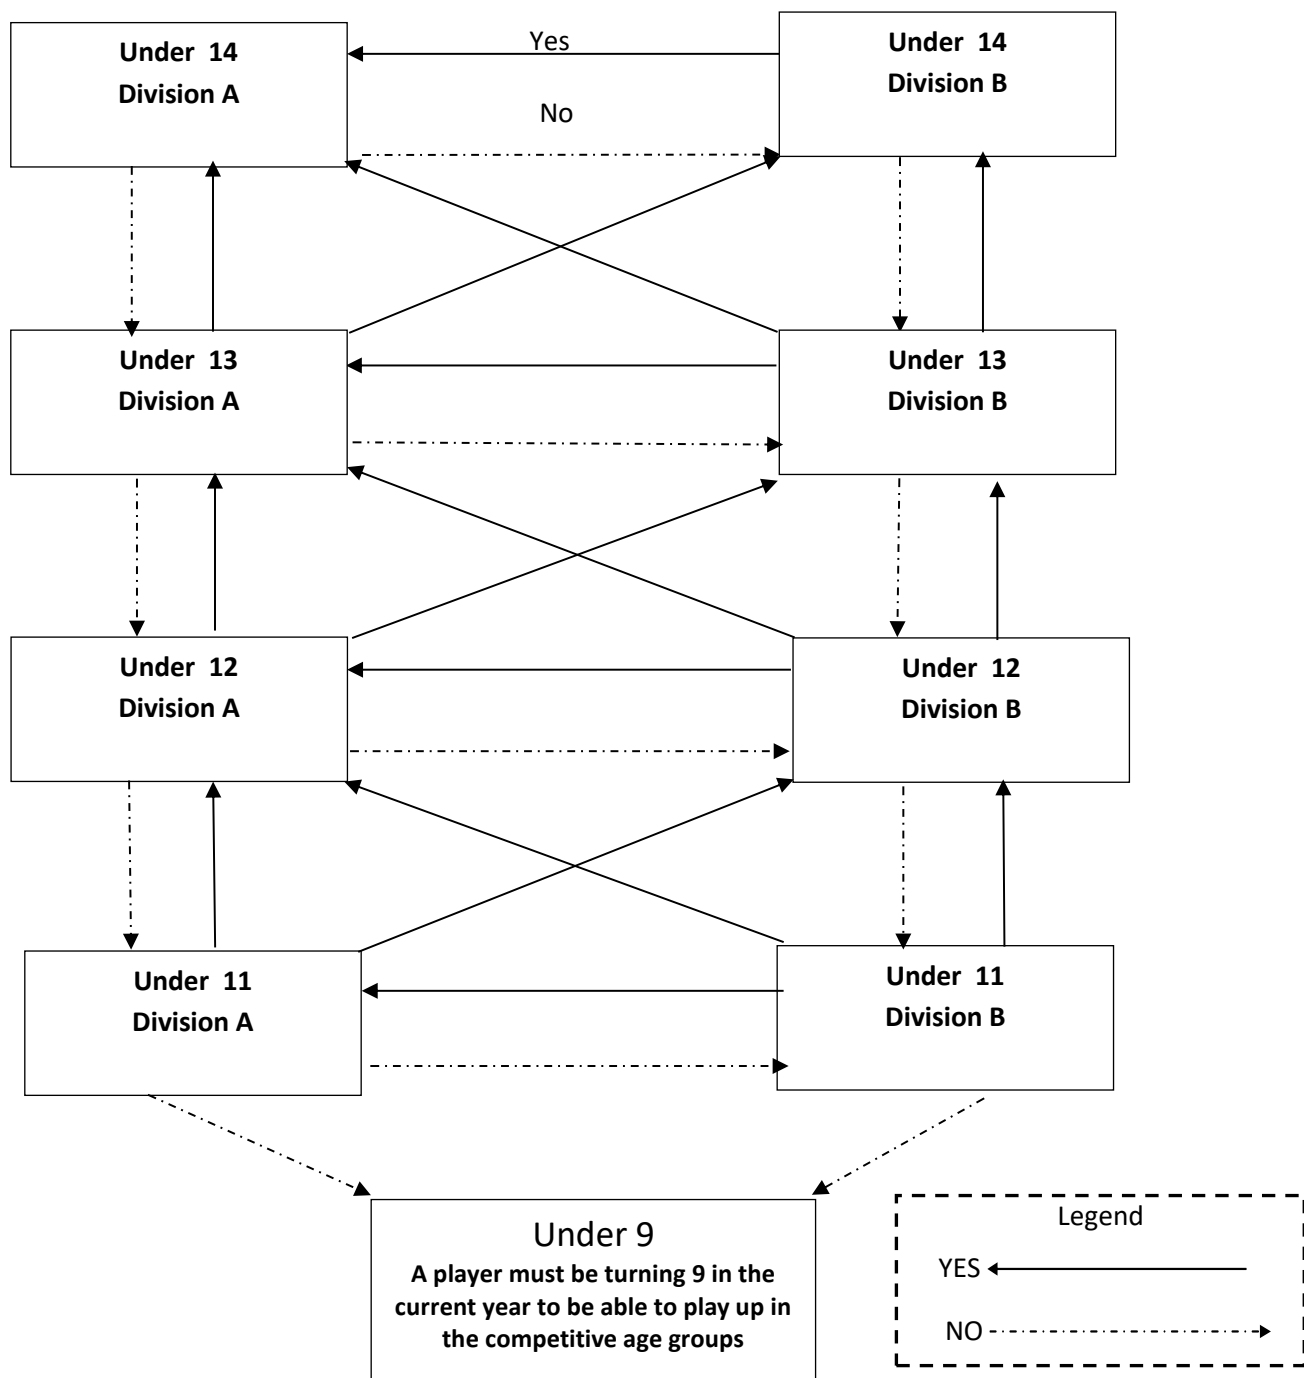 Under 14
Division A
Yes
No
Under 14
Division B
Under 13
Division A
Under 13
Division B
Under 12
Division A
Under 12
Division B
Under 11
Division A
Under 11
Division B
Under 9
A player must be turning 9 in the
current year to be able to play up in
the competitive age groups
Legend
YES
NO